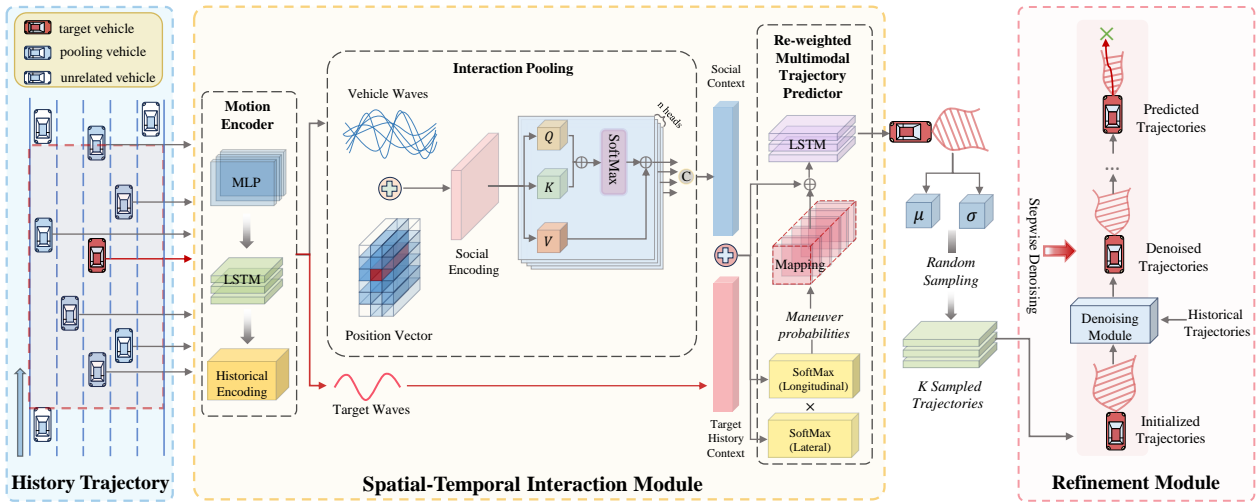 target vehicle
pooling vehicle
unrelated vehicle
History Trajectory
Motion
Encoder
MLP
LSTM
Historical
Encoding
Interaction Pooling
Vehicle Waves
Position Vector
Social
Encoding
Q
K
V
SoftMax
n heads
C
Target Waves
Social
Context
Target
History
Context
Re-weighted
Multimodal
Trajectory
Predictor
LSTM
Mapping
Maneuver
probabilities
SoftMax
(Longitudinal)
×
SoftMax
(Lateral)
Spatial-Temporal Interaction Module
μ
σ
Random
Sampling
K Sampled
Trajectories
Stepwise Denoising
Predicted
Trajectories
...
Denoised
Trajectories
Denoising
Module
Historical
Trajectories
Initialized
Trajectories
Refinement Module